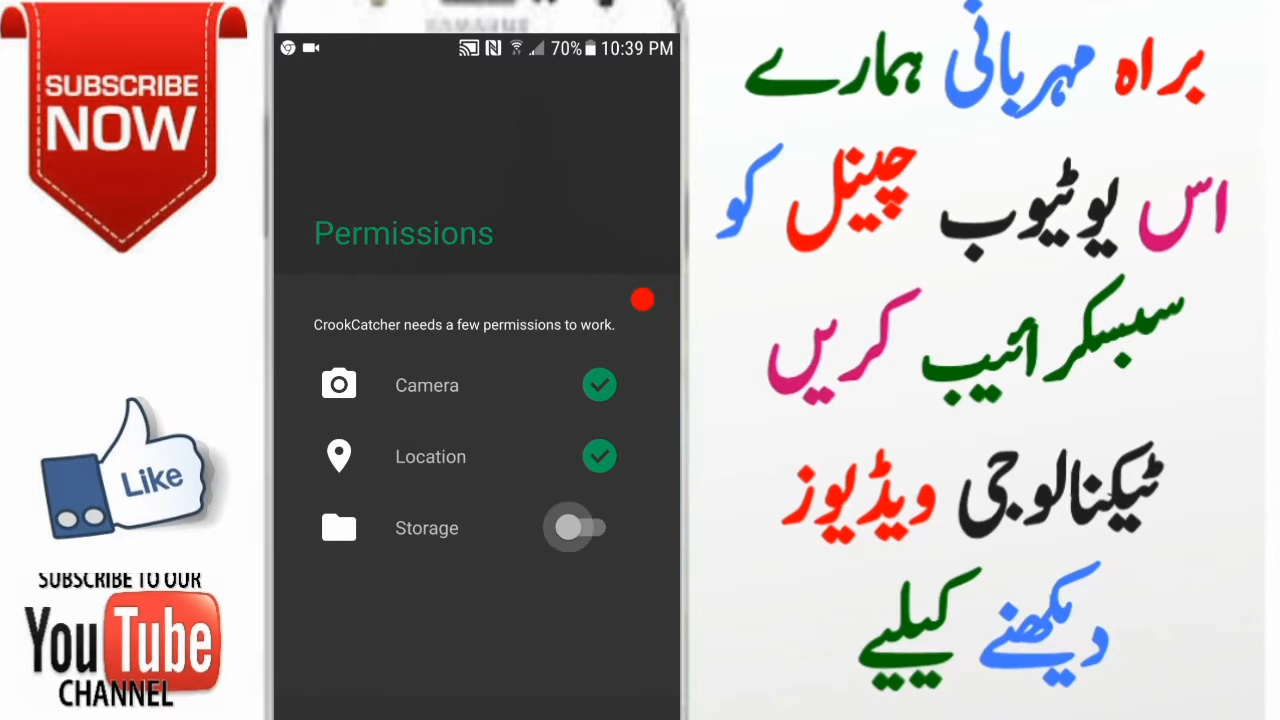 SUBSCRIBE
NOW
Like
SUBSCRIBE TO OUR
YouTube
CHANNEL
70% 10:39 PM
Permissions
CrookCatcher needs a few permissions to work.
Camera
Location
Storage
براہ مہربانی ہمارے
اس یوٹیوب چینل کو
سبسکرائیب کریں
ٹیکنالوجی ویڈیوز
دیکھنے کیلیے